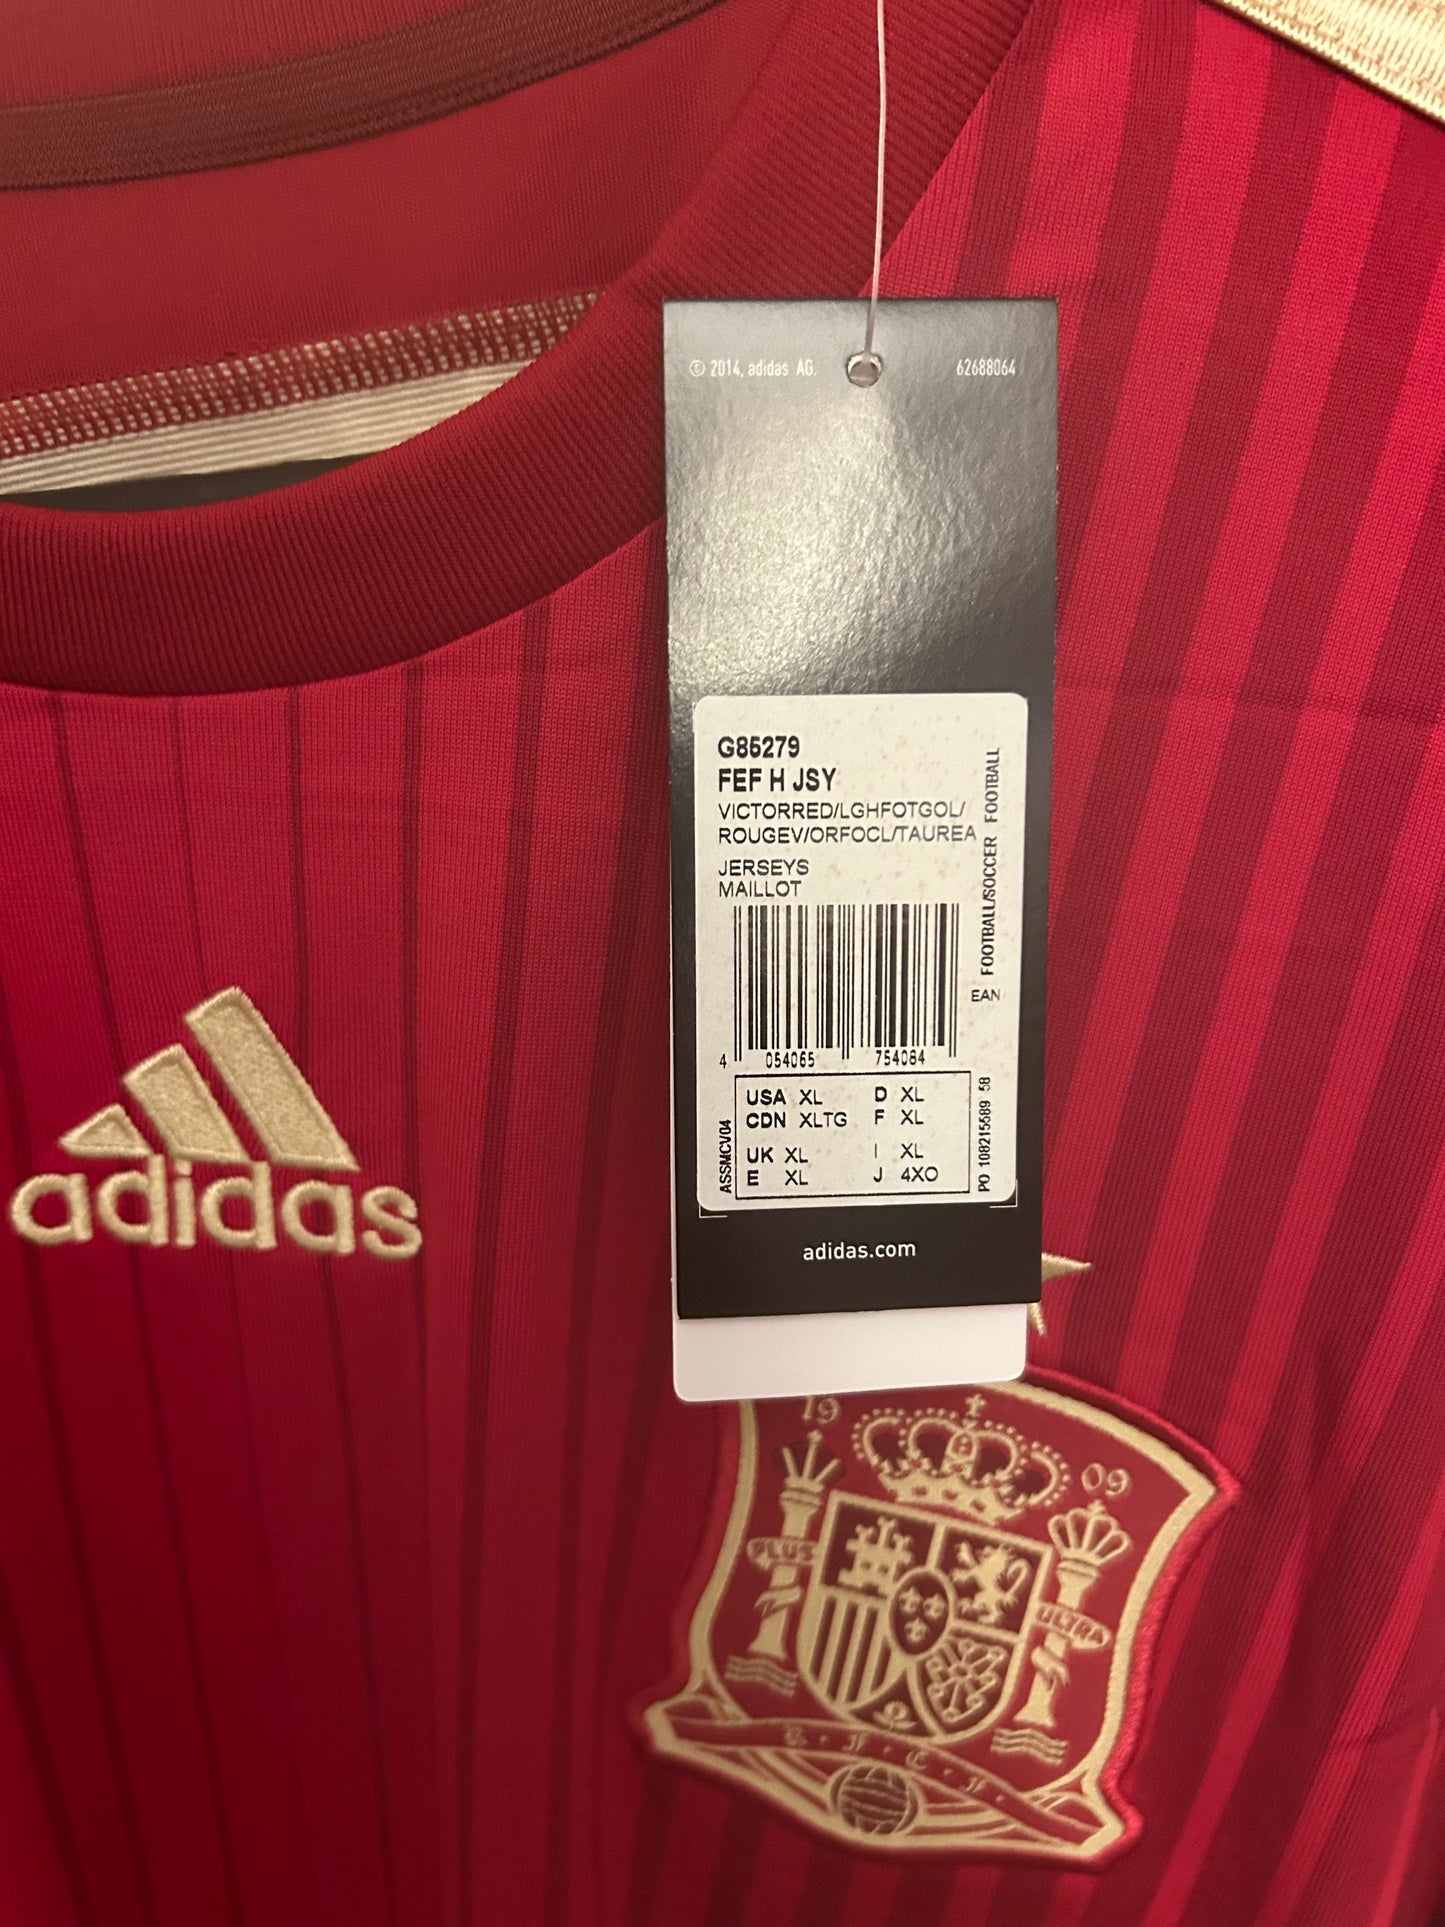 © 2014, adidas AG.
62688064
G85279
FEF H JSY
VICTORRED/LGHFOTGOL/
ROUGEV/ORFOCL/TAUREA
JERSEYS
MAILLOT
FOOTBALL/SOCCER FOOTBALL
EAN
4 054065 754084
ASSMCV04
USA XL D XL
CDN XLTG F XL
UK XL I XL
E XL J 4XO
PO 108215589 58
adidas.com
adidas
19
09
PLUS
ULTRA
R·F·C·F·